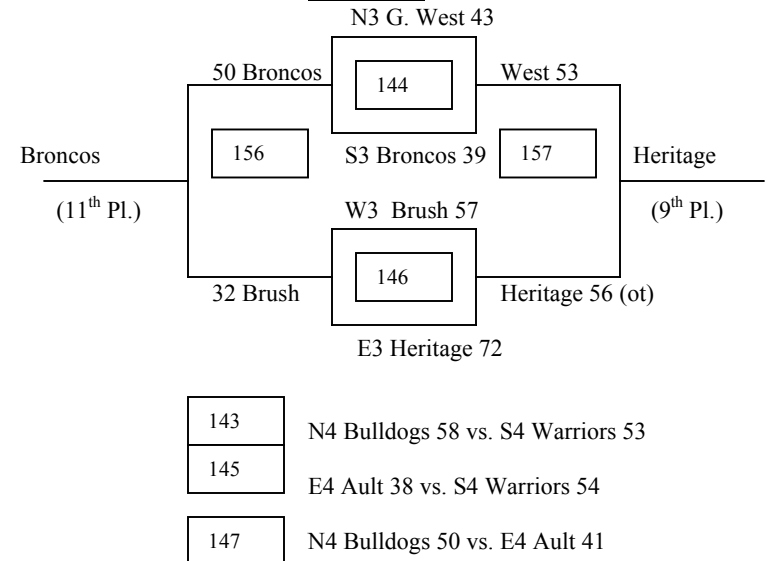 N3 G. West 43
50 Broncos
144
West 53
Broncos
156
S3 Broncos 39
157
Heritage
(11th Pl.)
W3 Brush 57
(9th Pl.)
146
32 Brush
Heritage 56 (ot)
E3 Heritage 72
143
N4 Bulldogs 58 vs. S4 Warriors 53
145
E4 Ault 38 vs. S4 Warriors 54
147
N4 Bulldogs 50 vs. E4 Ault 41